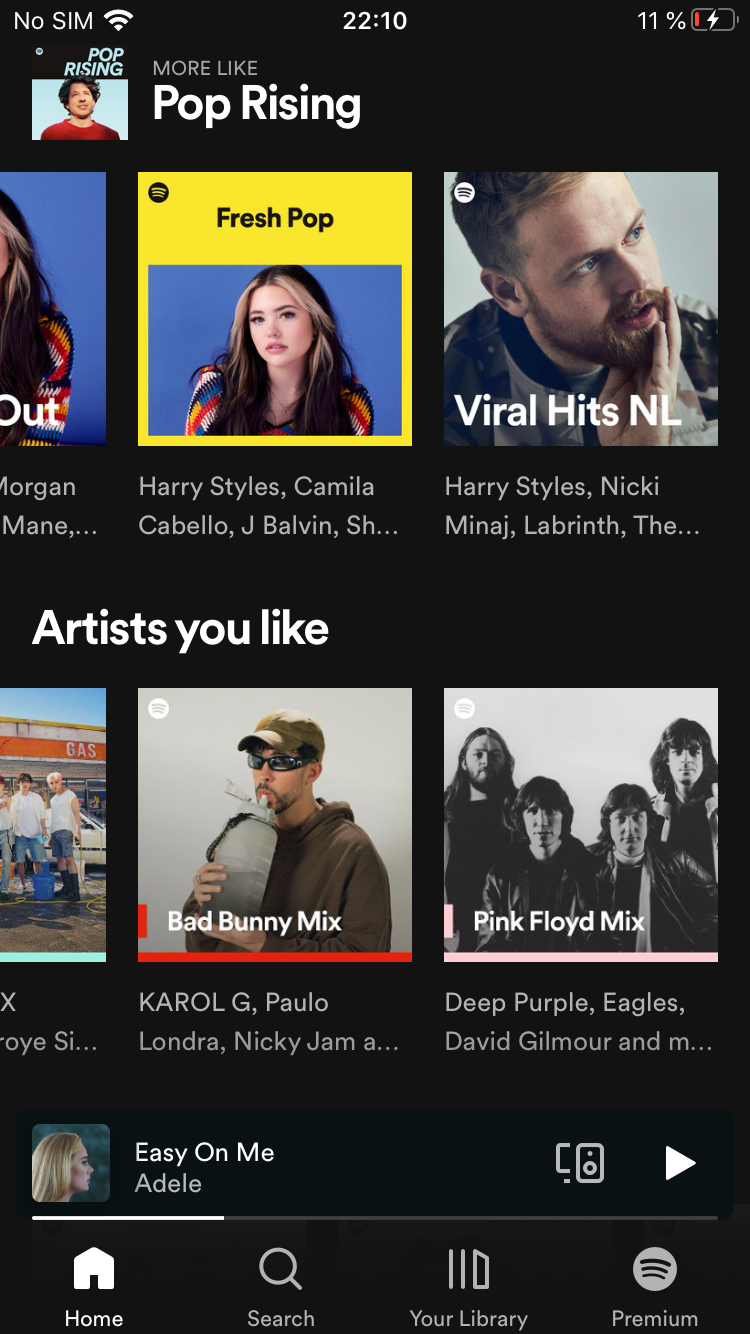 No SIM 22:10 11 %
POP
RISING
MORE LIKE
Pop Rising
Out
Fresh Pop
Viral Hits NL
Morgan
Mane,...
Harry Styles, Camila
Cabello, J Balvin, Sh...
Harry Styles, Nicki
Minaj, Labrinth, The...
Artists you like
GAS
Bad Bunny Mix
Pink Floyd Mix
X
roye Si...
KAROL G, Paulo
Londra, Nicky Jam a...
Deep Purple, Eagles,
David Gilmour and m...
Easy On Me
Adele
Home
Search
Your Library
Premium